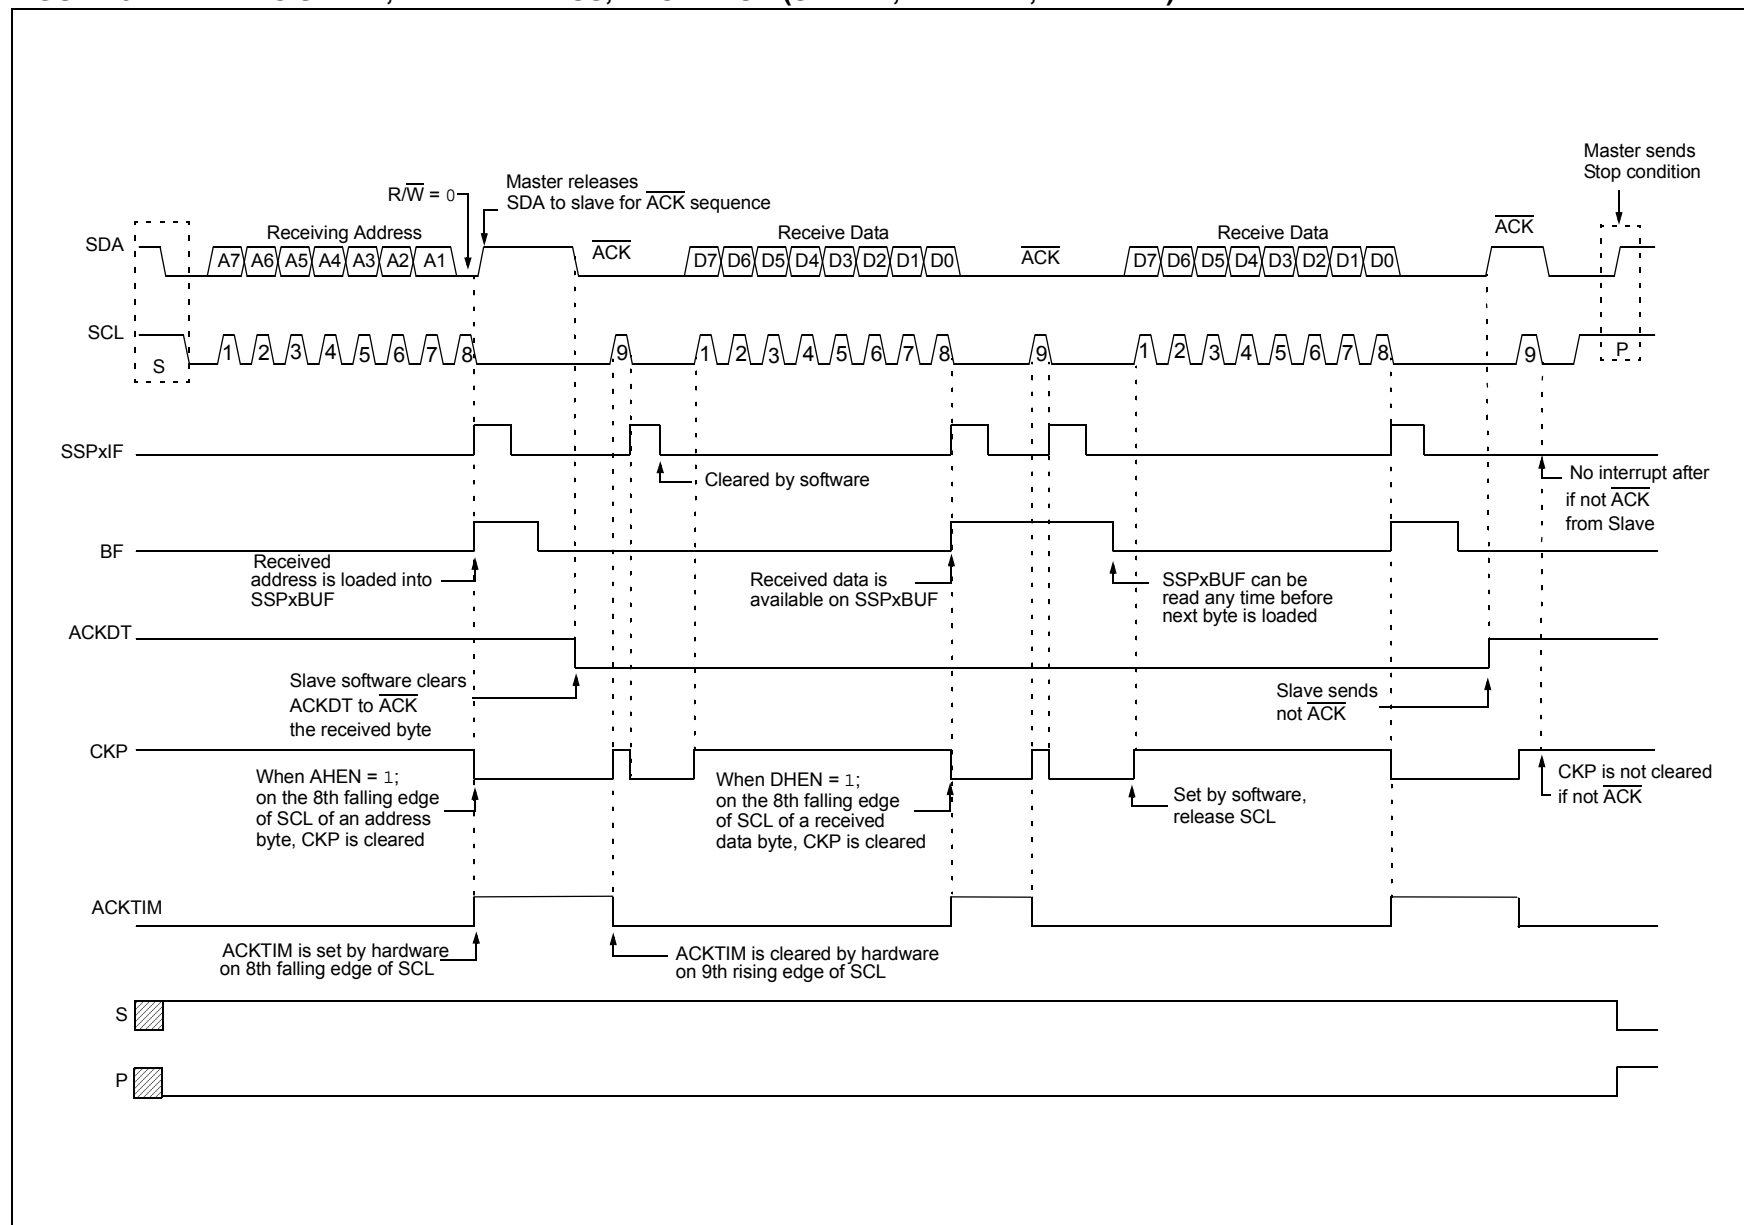 Master sends
Stop condition
R/W = 0
Master releases
SDA to slave for ACK sequence
SDA
Receiving Address
ACK
Receive Data
ACK
Receive Data
ACK
A7 A6 A5 A4 A3 A2 A1
D7 D6 D5 D4 D3 D2 D1 D0
D7 D6 D5 D4 D3 D2 D1 D0
SCL
S
1 2 3 4 5 6 7 8 9
1 2 3 4 5 6 7 8 9
1 2 3 4 5 6 7 8 9
P
SSPxIF
Cleared by software
No interrupt after
if not ACK
from Slave
BF
Received
address is loaded into
SSPxBUF
Received data is
available on SSPxBUF
SSPxBUF can be
read any time before
next byte is loaded
ACKDT
Slave software clears
ACKDT to ACK
the received byte
Slave sends
not ACK
CKP
When AHEN = 1;
on the 8th falling edge
of SCL of an address
byte, CKP is cleared
When DHEN = 1;
on the 8th falling edge
of SCL of a received
data byte, CKP is cleared
Set by software,
release SCL
CKP is not cleared
if not ACK
ACKTIM
ACKTIM is set by hardware
on 8th falling edge of SCL
ACKTIM is cleared by hardware
on 9th rising edge of SCL
S
P